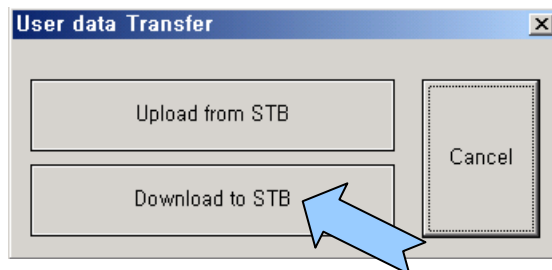 User data Transfer
Upload from STB
Cancel
Download to STB